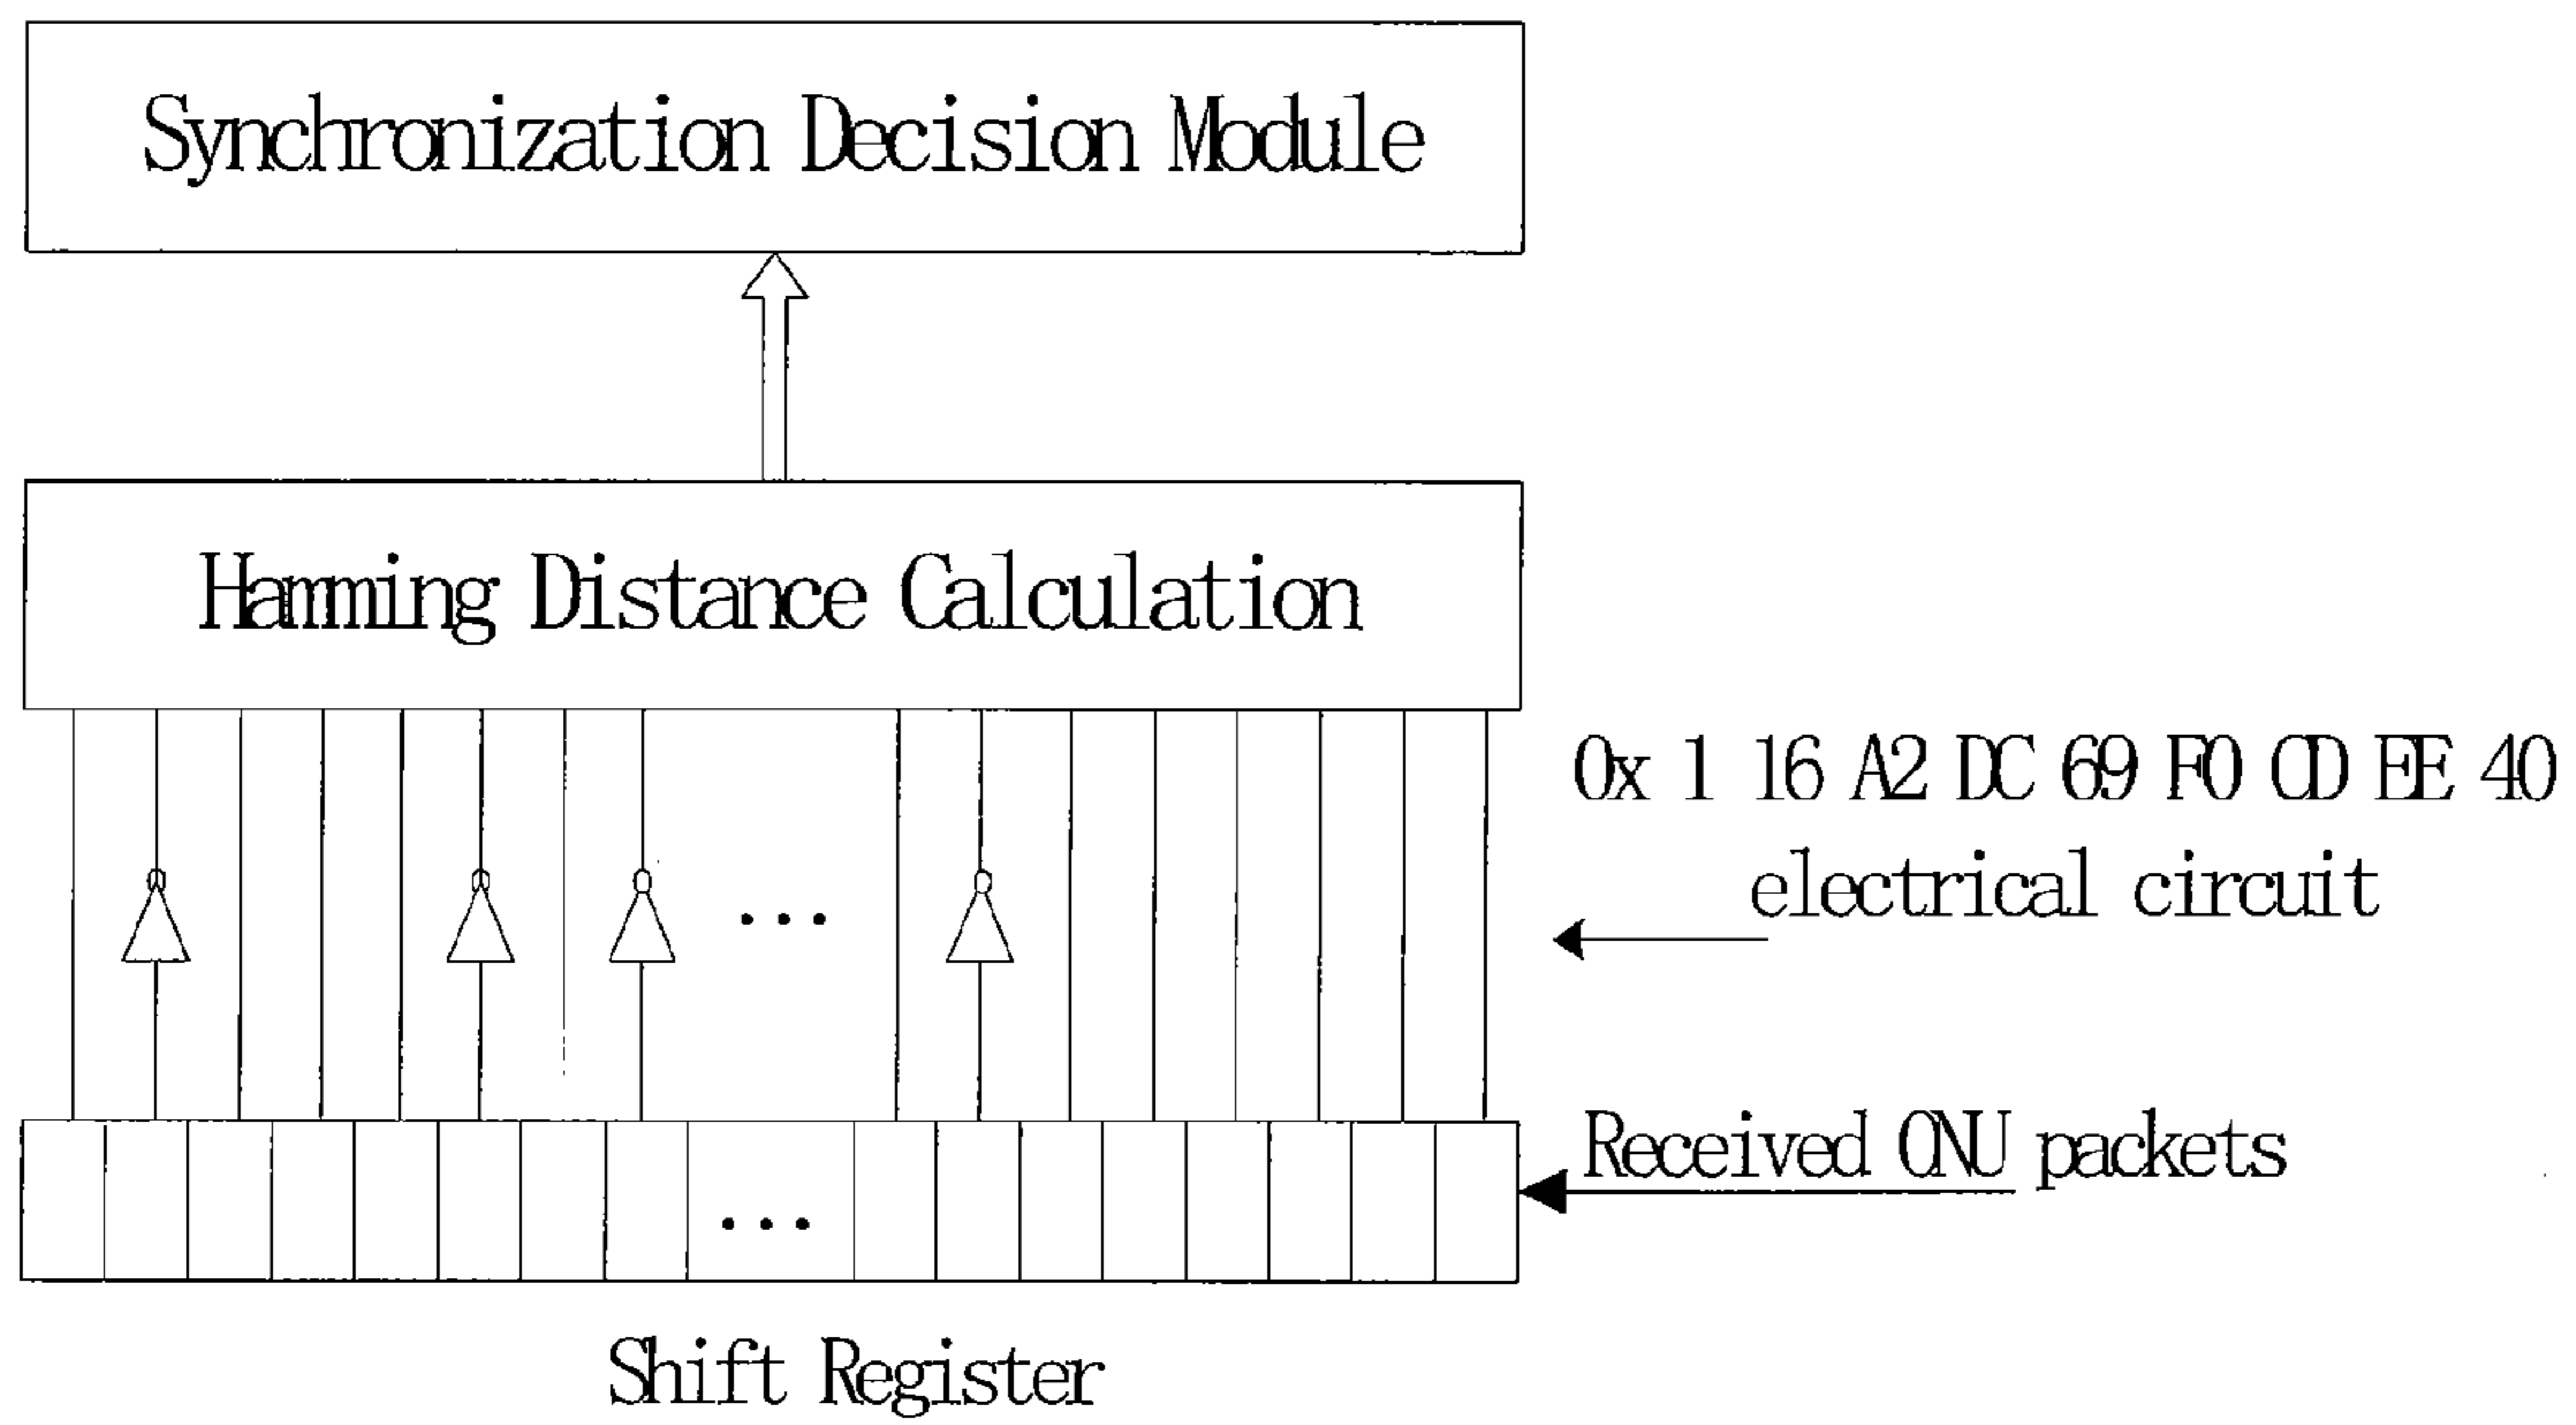 Synchronization Decision Module
Hamming Distance Calculation
0x 1 16 A2 DC 69 F0 CD EE 40
electrical circuit
...
Received ONU packets
...
Shift Register